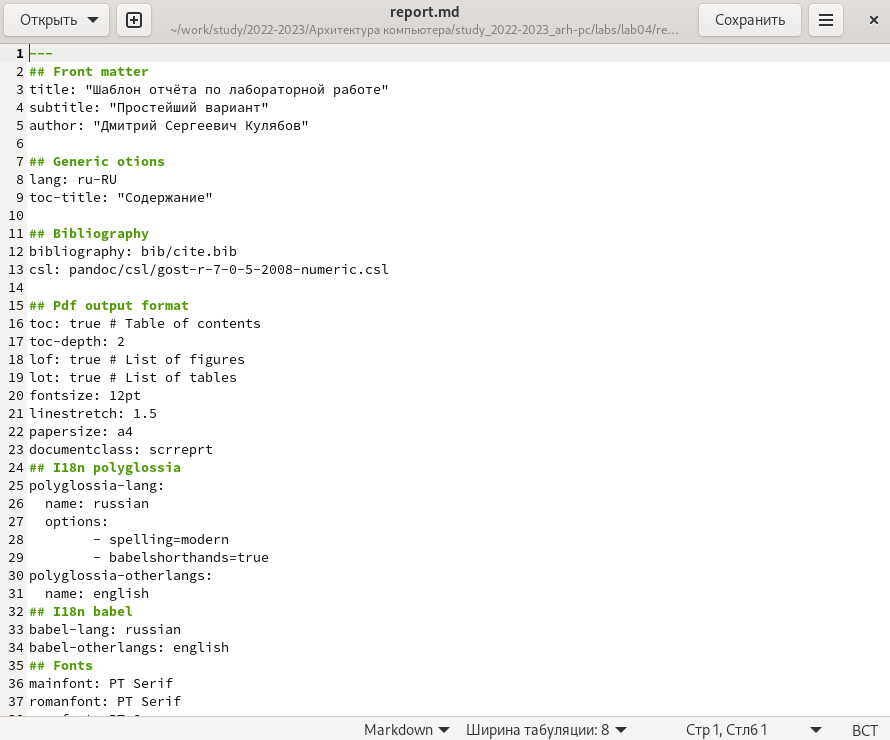 Открыть
report.md
~/work/study/2022-2023/Архитектура компьютера/study_2022-2023_arh-pc/labs/lab04/re…
Сохранить
1 ---
2 ## Front matter
3 title: "Шаблон отчёта по лабораторной работе"
4 subtitle: "Простейший вариант"
5 author: "Дмитрий Сергеевич Кулябов"
6
7 ## Generic otions
8 lang: ru-RU
9 toc-title: "Содержание"
10
11 ## Bibliography
12 bibliography: bib/cite.bib
13 csl: pandoc/csl/gost-r-7-0-5-2008-numeric.csl
14
15 ## Pdf output format
16 toc: true # Table of contents
17 toc-depth: 2
18 lof: true # List of figures
19 lot: true # List of tables
20 fontsize: 12pt
21 linestretch: 1.5
22 papersize: a4
23 documentclass: scrreprt
24 ## I18n polyglossia
25 polyglossia-lang:
26   name: russian
27   options:
28         - spelling=modern
29         - babelshorthands=true
30 polyglossia-otherlangs:
31   name: english
32 ## I18n babel
33 babel-lang: russian
34 babel-otherlangs: english
35 ## Fonts
36 mainfont: PT Serif
37 romanfont: PT Serif
Markdown Ширина табуляции: 8 Стр 1, Стлб 1 ВСТ